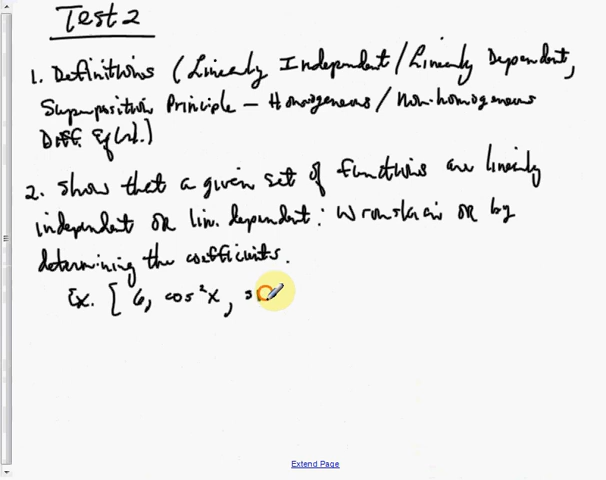 Test 2
1. Definitions (Linearly Independent / Linearly Dependent,
Superposition Principle - Homogeneous / Non-homogeneous
Diff. Eq(n).)
2. Show that a given set of functions are linearly
independent or lin. dependent: Wronskian or by
determining the coefficients.
Ex. [ 6, cos²x, s
Extend Page